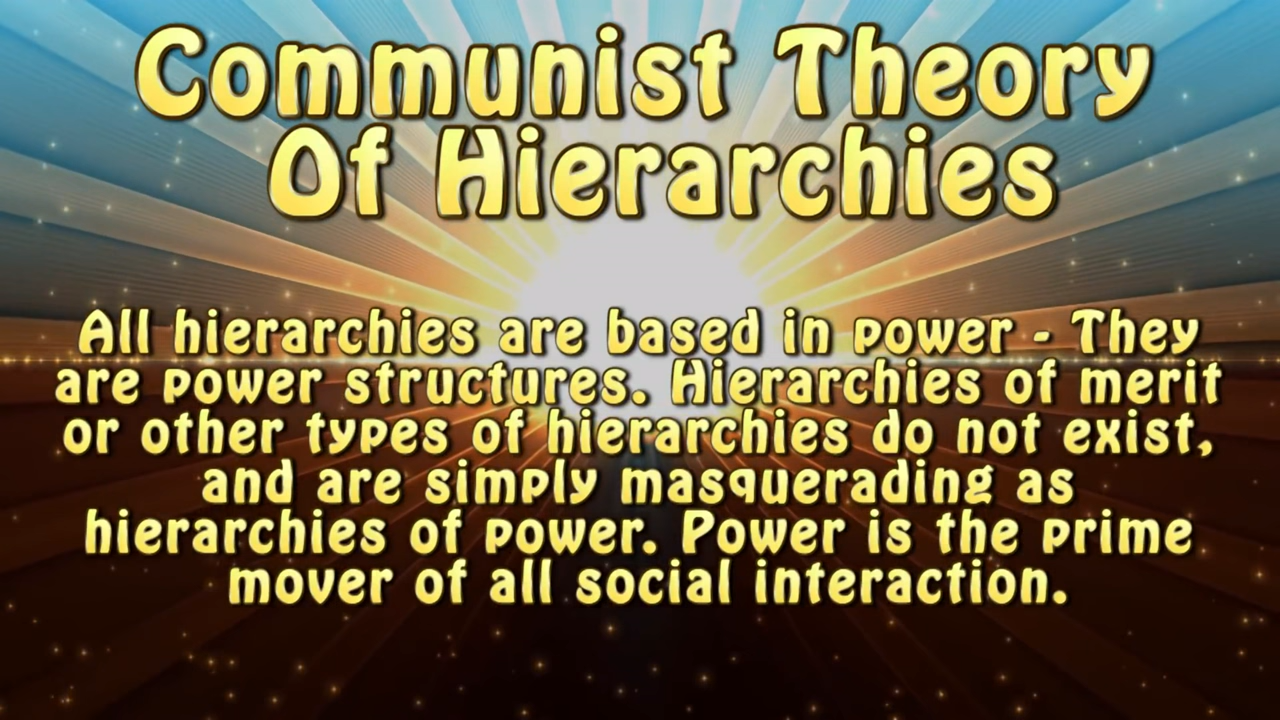 Communist Theory
Of Hierarchies
All hierarchies are based in power - They
are power structures. Hierarchies of merit
or other types of hierarchies do not exist,
and are simply masquerading as
hierarchies of power. Power is the prime
mover of all social interaction.